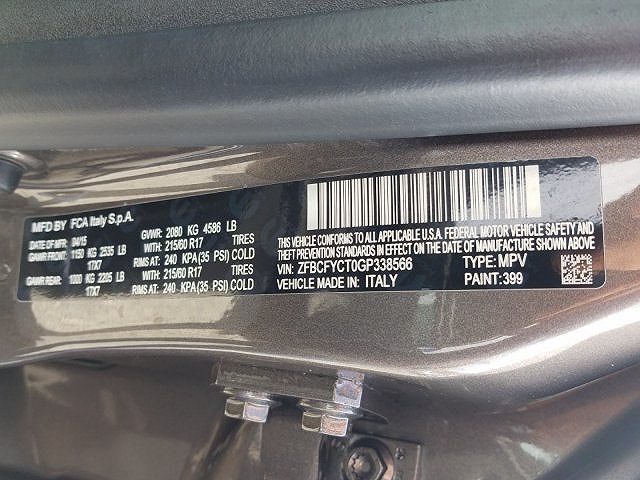 MFD BY FCA Italy S.p.A.
DATE OF MFD: 04/15 GVWR: 2080 KG 4586 LB
GAWR FRONT: 1150 KG 2535 LB WITH: 215/60 R17 TIRES
17X7 RIMS AT: 240 KPA(35 PSI) COLD
GAWR REAR: 1000 KG 2205 LB WITH: 215/60 R17 TIRES
17X7 RIMS AT: 240 KPA(35 PSI) COLD
THIS VEHICLE CONFORMS TO ALL APPLICABLE U.S.A. FEDERAL MOTOR VEHICLE SAFETY AND
THEFT PREVENTION STANDARDS IN EFFECT ON THE DATE OF MANUFACTURE SHOWN ABOVE.
VIN: ZFBCFYCT0GP338566 TYPE: MPV
VEHICLE MADE IN: ITALY PAINT: 399